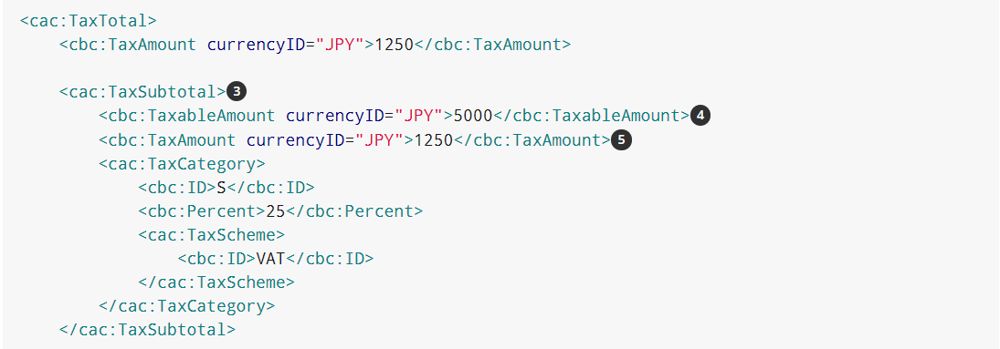 <cac:TaxTotal>
<cbc:TaxAmount currencyID="JPY">1250</cbc:TaxAmount>
<cac:TaxSubtotal>3
<cbc:TaxableAmount currencyID="JPY">5000</cbc:TaxableAmount>4
<cbc:TaxAmount currencyID="JPY">1250</cbc:TaxAmount>5
<cac:TaxCategory>
<cbc:ID>S</cbc:ID>
<cbc:Percent>25</cbc:Percent>
<cac:TaxScheme>
<cbc:ID>VAT</cbc:ID>
</cac:TaxScheme>
</cac:TaxCategory>
</cac:TaxSubtotal>